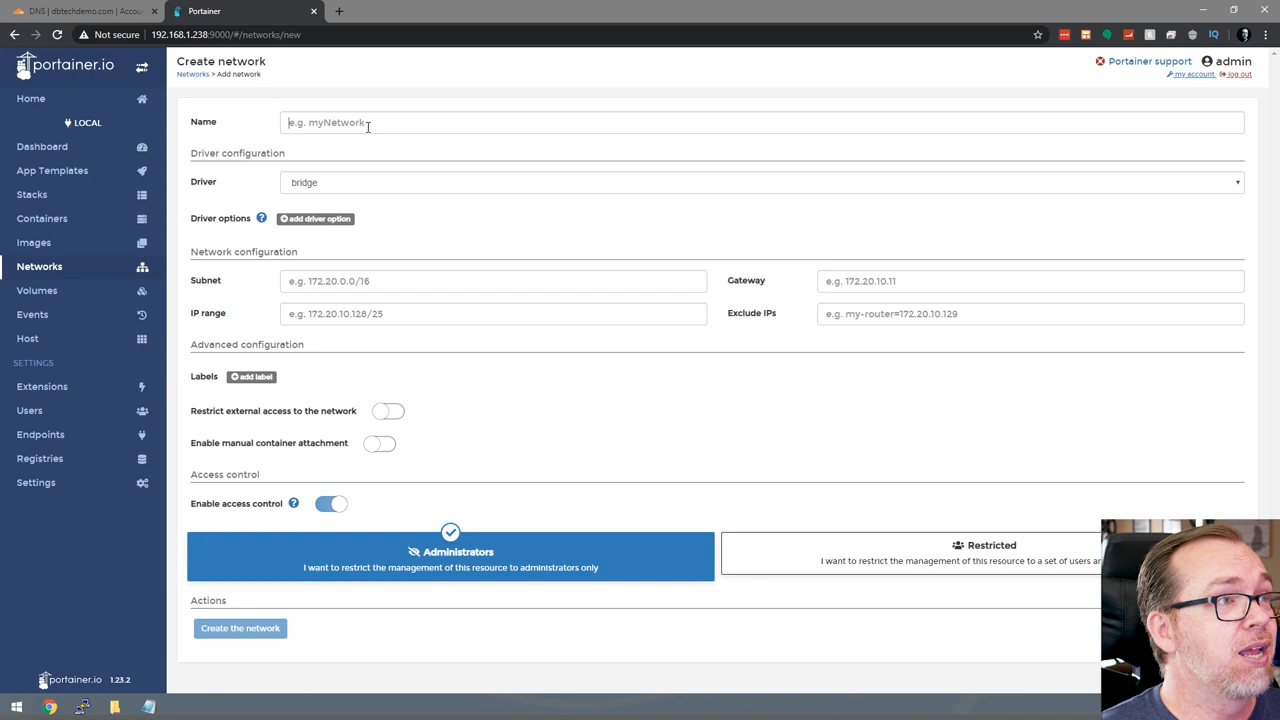 DNS | dbtechdemo.com | Accou
Portainer
Not secure
192.168.1.238:9000/#/networks/new
IQ
portainer.io
Home
LOCAL
Dashboard
App Templates
Stacks
Containers
Images
Networks
Volumes
Events
Host
SETTINGS
Extensions
Users
Endpoints
Registries
Settings
portainer.io 1.23.2
Create network
Networks > Add network
Portainer support
admin
my account
log out
Name
e.g. myNetwork
Driver configuration
Driver
bridge
Driver options
add driver option
Network configuration
Subnet
e.g. 172.20.0.0/16
Gateway
e.g. 172.20.10.11
IP range
e.g. 172.20.10.128/25
Exclude IPs
e.g. my-router=172.20.10.129
Advanced configuration
Labels
add label
Restrict external access to the network
Enable manual container attachment
Access control
Enable access control
Administrators
I want to restrict the management of this resource to administrators only
Restricted
I want to restrict the management of this resource to a set of users
Actions
Create the network